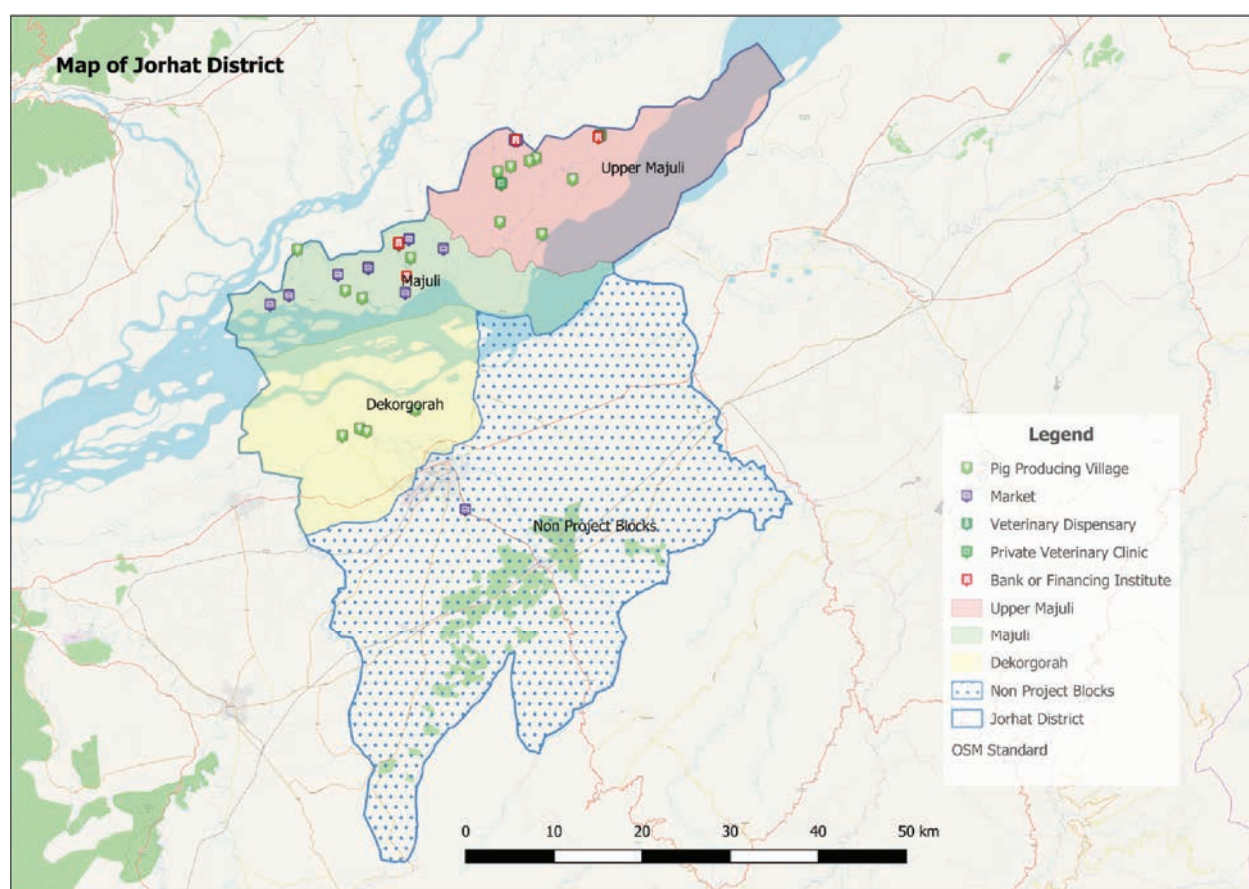 Map of Jorhat District
Upper Majuli
Majuli
Dekorgorah
Non Project Blocks
Legend
Pig Producing Village
Market
Veterinary Dispensary
Private Veterinary Clinic
Bank or Financing Institute
Upper Majuli
Majuli
Dekorgorah
Non Project Blocks
Jorhat District
OSM Standard
0 10 20 30 40 50 km